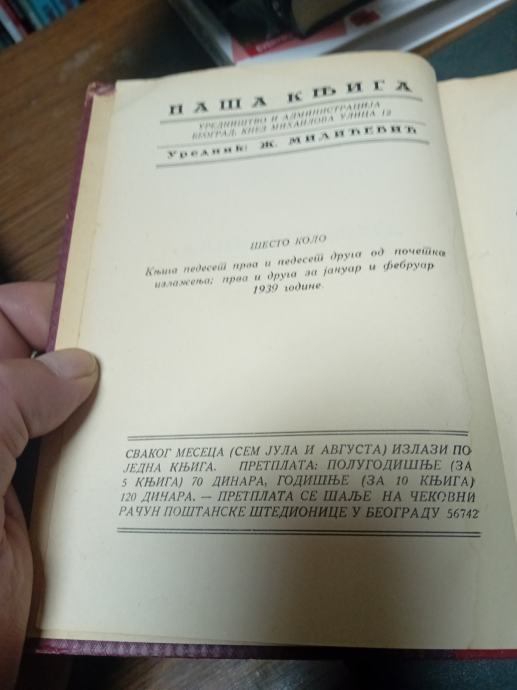 НАША КЊИГА
УРЕДНИШТВО И АДМИНИСТРАЦИЈА
БЕОГРАД, КНЕЗ МИХАИЛОВА УЛИЦА 12
Уредник: Ж. МИЛИЋЕВИЋ
ШЕСТО КОЛО
Књига педесет прва и педесет друга од почетка
излажења; прва и друга за јануар и фебруар
1939 године.
СВАКОГ МЕСЕЦА (СЕМ ЈУЛА И АВГУСТА) ИЗЛАЗИ ПО
ЈЕДНА КЊИГА. ПРЕТПЛАТА: ПОЛУГОДИШЊЕ (ЗА
5 КЊИГА) 70 ДИНАРА, ГОДИШЊЕ (ЗА 10 КЊИГА)
120 ДИНАРА. — ПРЕТПЛАТА СЕ ШАЉЕ НА ЧЕКОВНИ
РАЧУН ПОШТАНСКЕ ШТЕДИОНИЦЕ У БЕОГРАДУ 56742